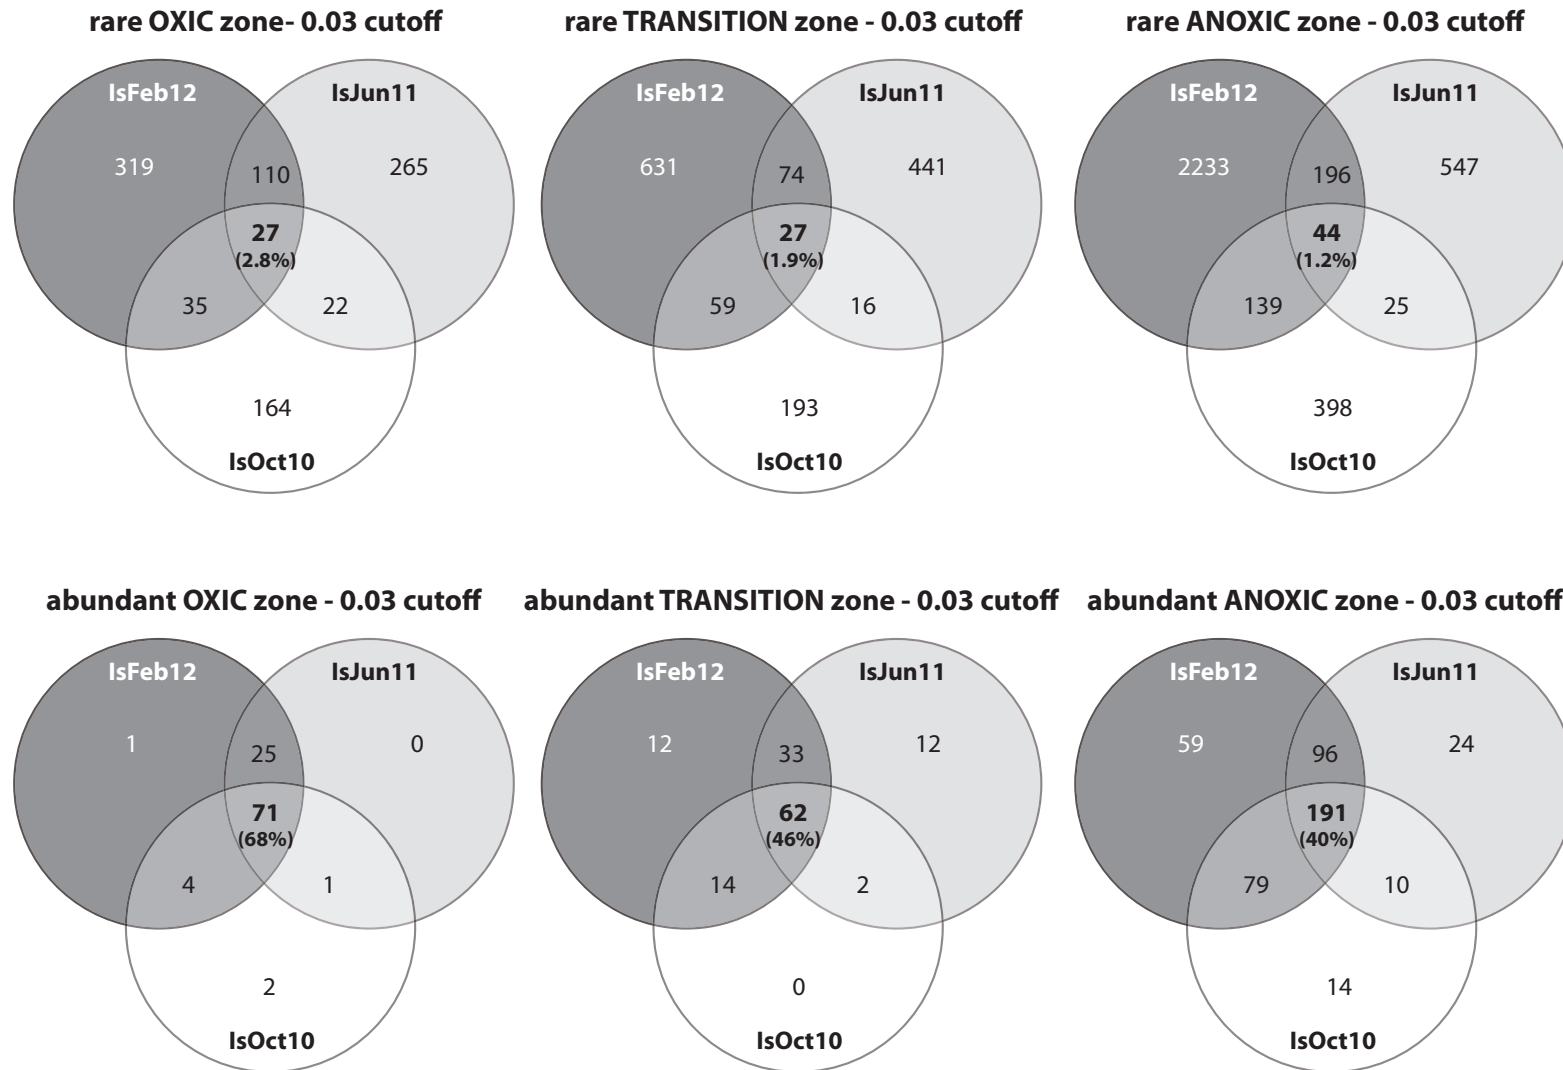 rare OXIC zone- 0.03 cutoff
IsFeb12
IsJun11
319
110
265
27
(2.8%)
35
22
164
IsOct10
rare TRANSITION zone - 0.03 cutoff
IsFeb12
IsJun11
631
74
441
27
(1.9%)
59
16
193
IsOct10
rare ANOXIC zone - 0.03 cutoff
IsFeb12
IsJun11
2233
196
547
44
(1.2%)
139
25
398
IsOct10
abundant OXIC zone - 0.03 cutoff
IsFeb12
IsJun11
1
25
0
71
(68%)
4
1
2
IsOct10
abundant TRANSITION zone - 0.03 cutoff
IsFeb12
IsJun11
12
33
12
62
(46%)
14
2
0
IsOct10
abundant ANOXIC zone - 0.03 cutoff
IsFeb12
IsJun11
59
96
24
191
(40%)
79
10
14
IsOct10